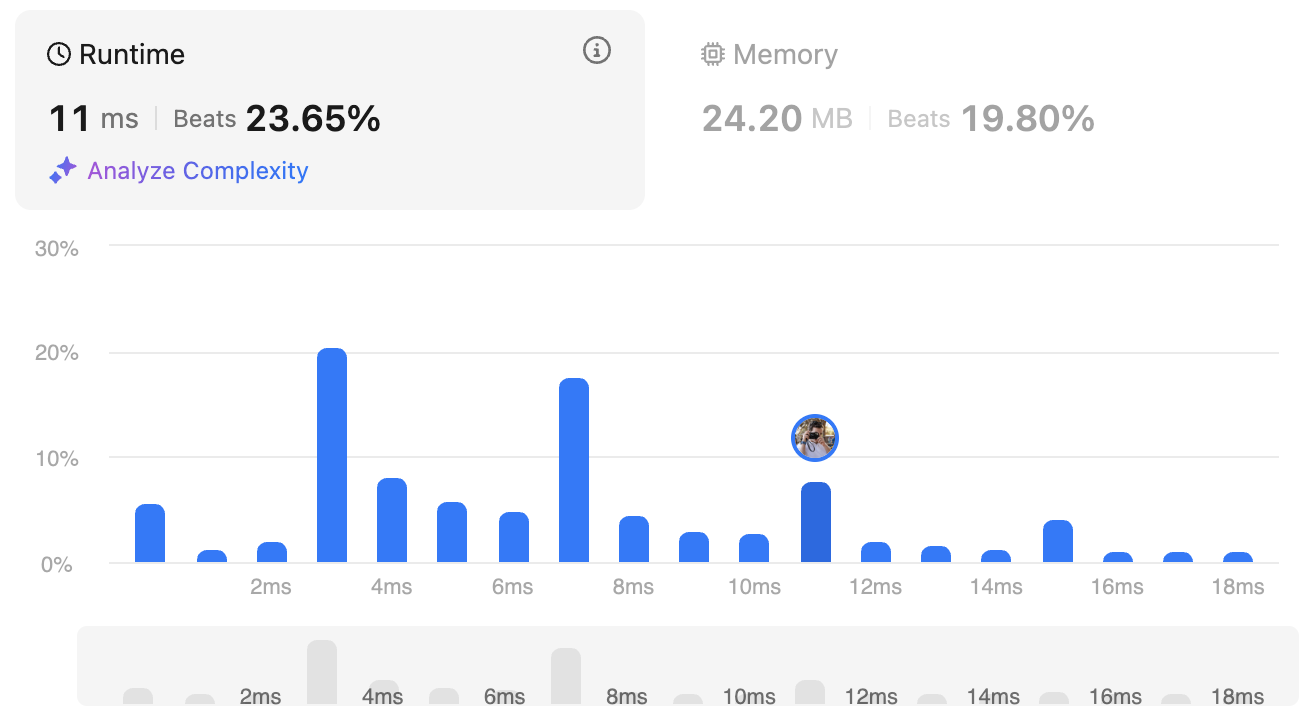 Runtime
11 ms | Beats 23.65%
Analyze Complexity
Memory
24.20 MB | Beats 19.80%
30%
20%
10%
0%
2ms 4ms 6ms 8ms 10ms 12ms 14ms 16ms 18ms
2ms 4ms 6ms 8ms 10ms 12ms 14ms 16ms 18ms